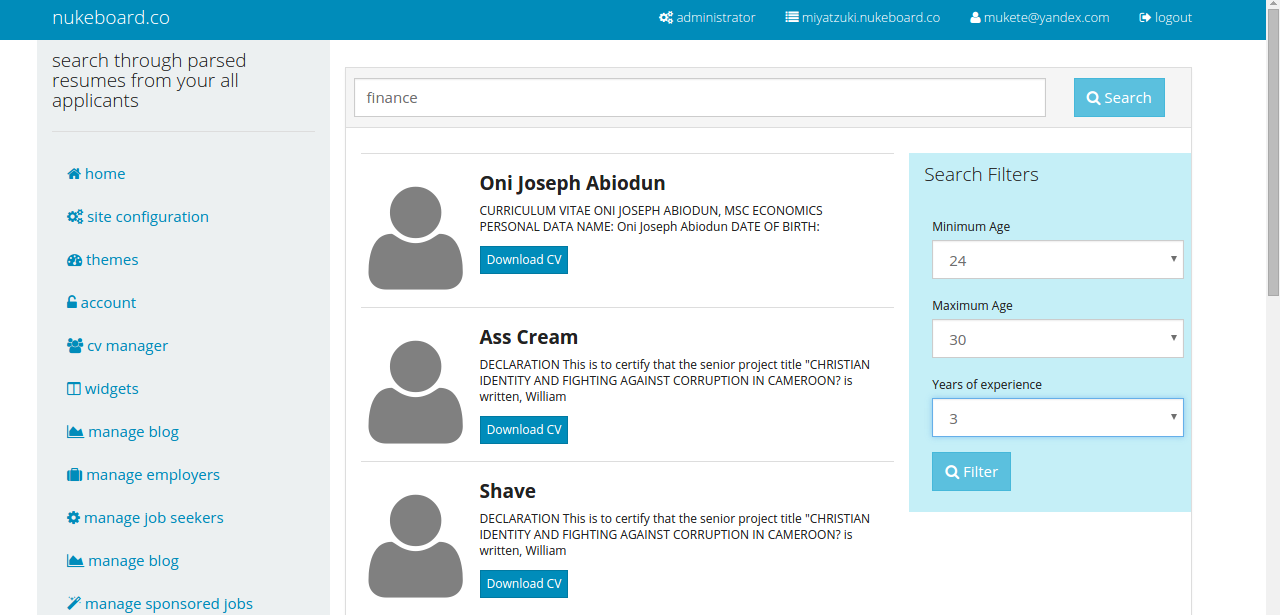 nukeboard.co
administrator
miyatzuki.nukeboard.co
mukete@yandex.com
logout
search through parsed
resumes from your all
applicants
home
site configuration
themes
account
cv manager
widgets
manage blog
manage employers
manage job seekers
manage blog
manage sponsored jobs
finance
Search
Oni Joseph Abiodun
CURRICULUM VITAE ONI JOSEPH ABIODUN, MSC ECONOMICS
PERSONAL DATA NAME: Oni Joseph Abiodun DATE OF BIRTH:
Download CV
Ass Cream
DECLARATION This is to certify that the senior project title "CHRISTIAN
IDENTITY AND FIGHTING AGAINST CORRUPTION IN CAMEROON? is
written, William
Download CV
Shave
DECLARATION This is to certify that the senior project title "CHRISTIAN
IDENTITY AND FIGHTING AGAINST CORRUPTION IN CAMEROON? is
written, William
Download CV
Search Filters
Minimum Age
24
Maximum Age
30
Years of experience
3
Filter